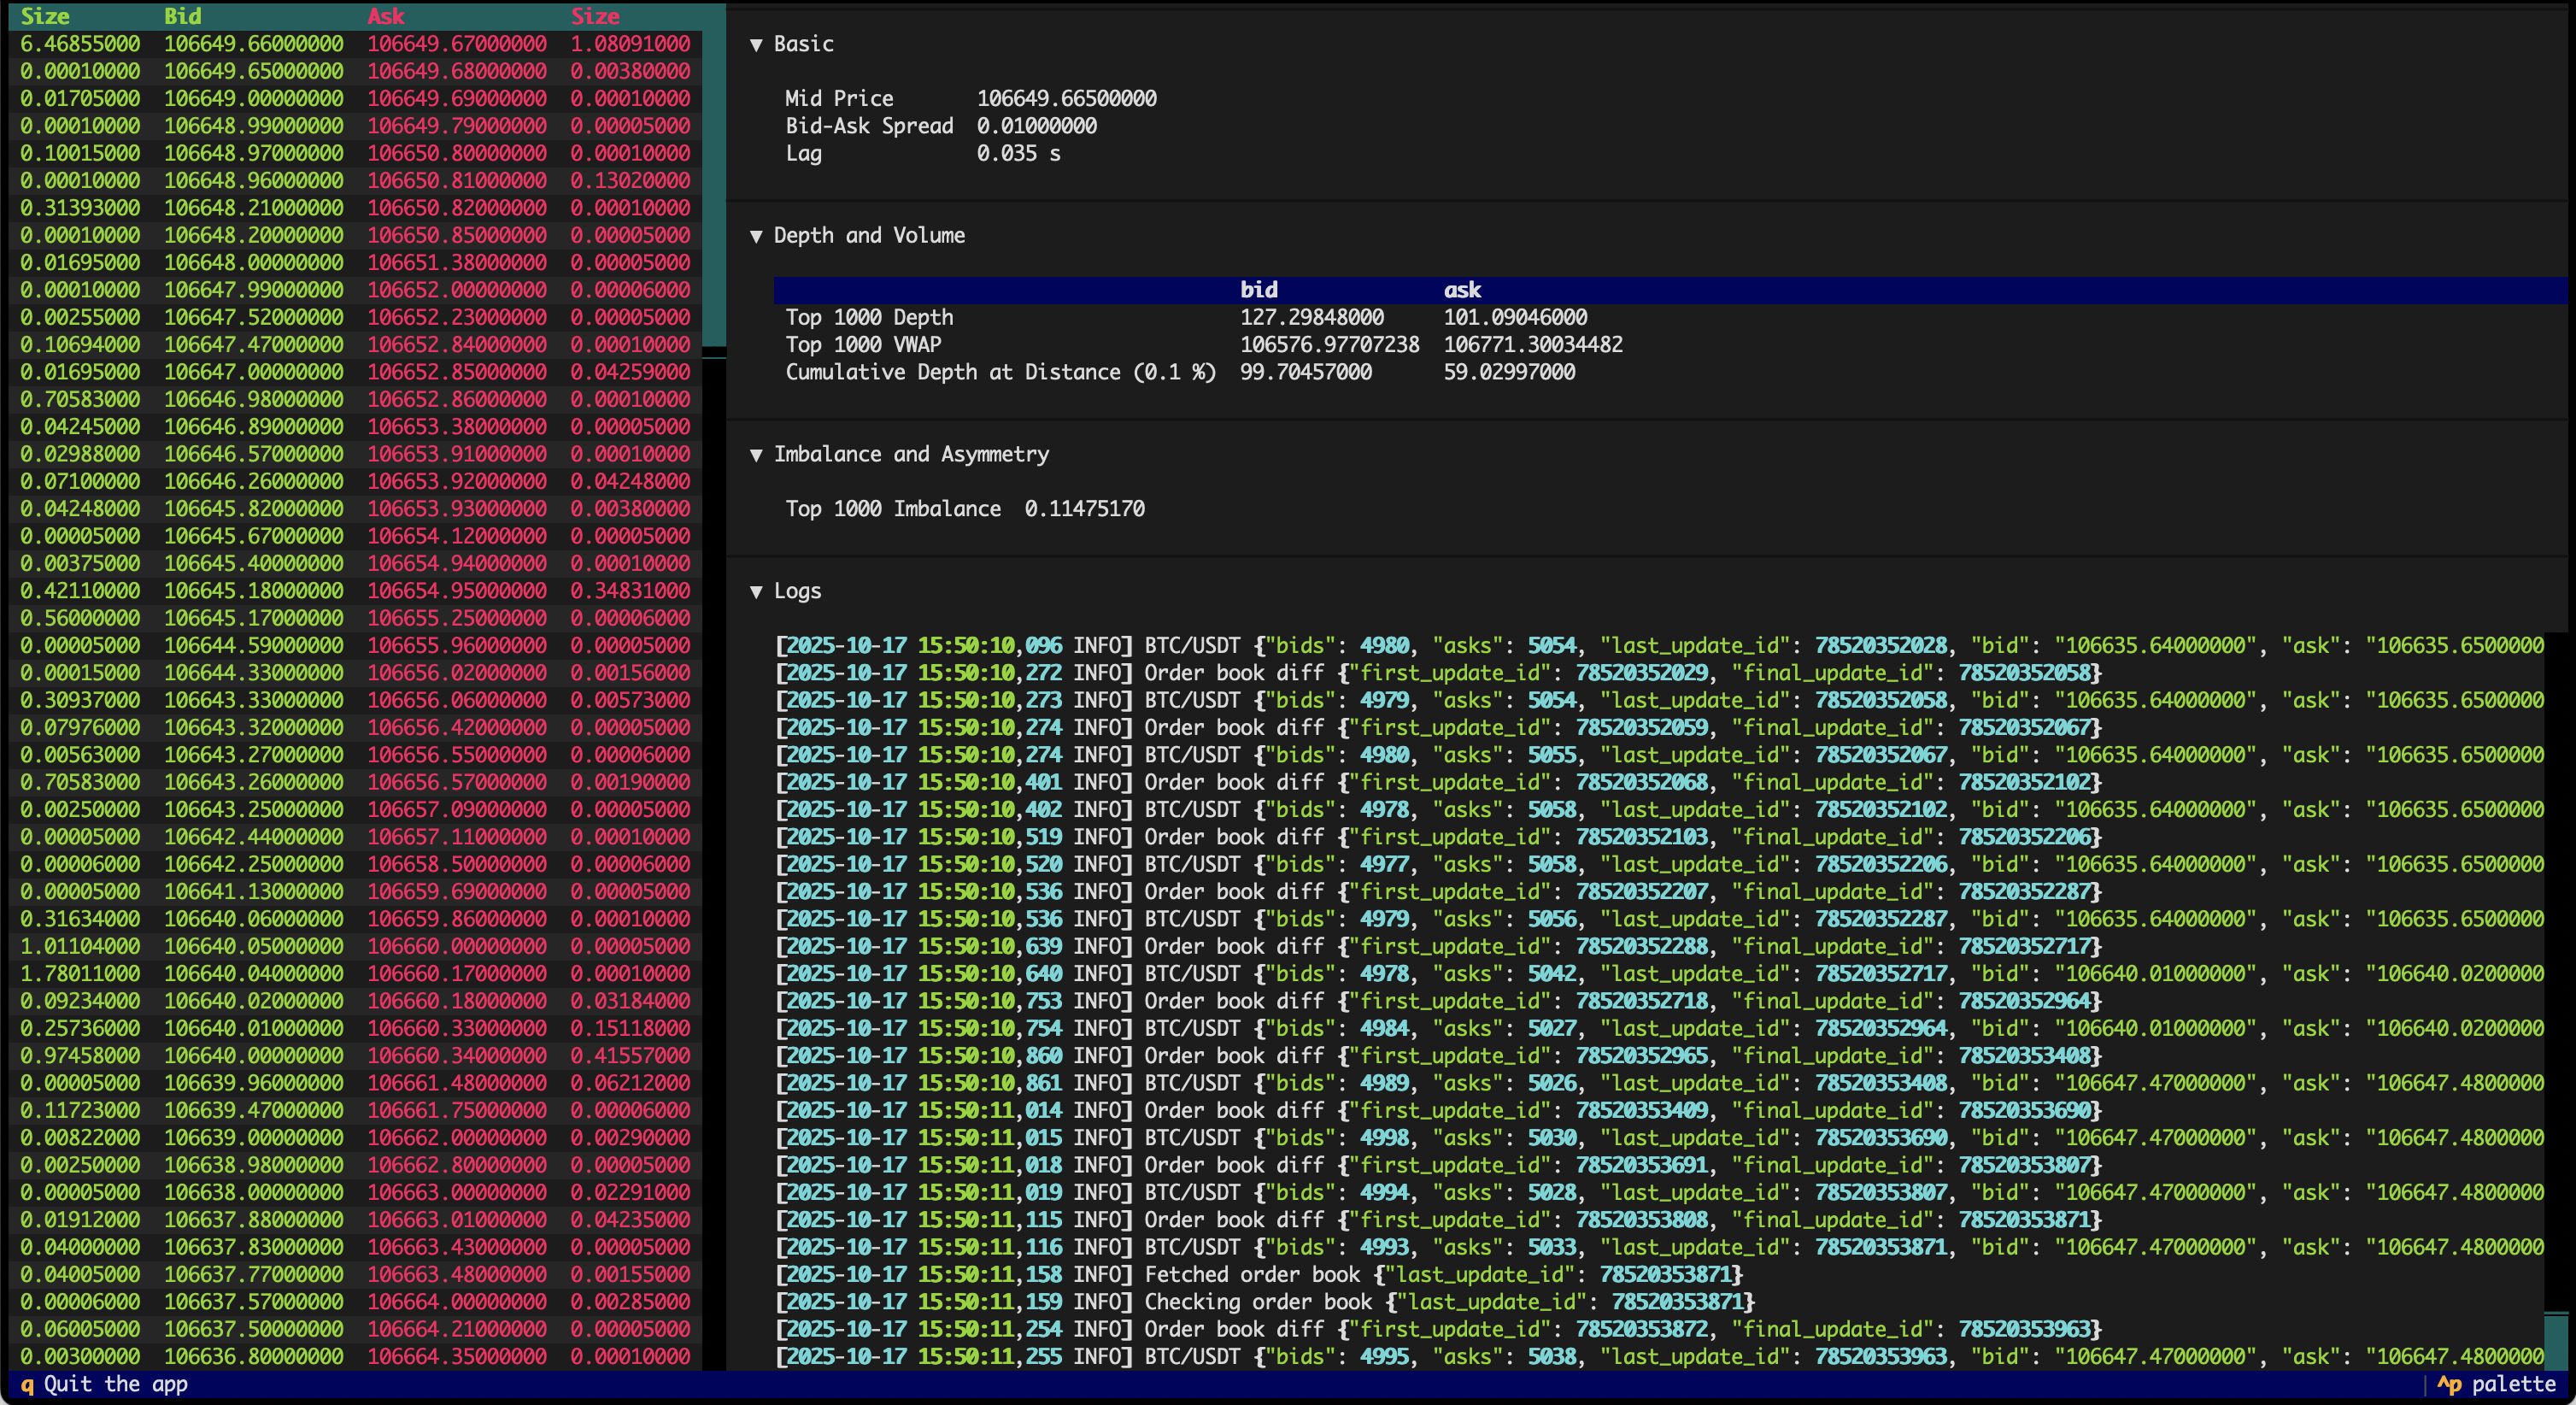 Size Bid Ask Size
6.46855000 106649.66000000 106649.67000000 1.08091000
0.00010000 106649.65000000 106649.68000000 0.00380000
0.01705000 106649.00000000 106649.69000000 0.00010000
0.00010000 106648.99000000 106649.79000000 0.00005000
0.10015000 106648.97000000 106650.80000000 0.00010000
0.00010000 106648.96000000 106650.81000000 0.13020000
0.31393000 106648.21000000 106650.82000000 0.00010000
0.00010000 106648.20000000 106650.85000000 0.00005000
0.01695000 106648.00000000 106651.38000000 0.00005000
0.00010000 106647.99000000 106652.00000000 0.00006000
0.00255000 106647.52000000 106652.23000000 0.00005000
0.10694000 106647.47000000 106652.84000000 0.00010000
0.01695000 106647.00000000 106652.85000000 0.04259000
0.70583000 106646.98000000 106652.86000000 0.00010000
0.04245000 106646.89000000 106653.38000000 0.00005000
0.02988000 106646.57000000 106653.91000000 0.00010000
0.07100000 106646.26000000 106653.92000000 0.04248000
0.04248000 106645.82000000 106653.93000000 0.00380000
0.00005000 106645.67000000 106654.12000000 0.00005000
0.00375000 106645.40000000 106654.94000000 0.00010000
0.42110000 106645.18000000 106654.95000000 0.34831000
0.56000000 106645.17000000 106655.25000000 0.00006000
0.00005000 106644.59000000 106655.96000000 0.00005000
0.00015000 106644.33000000 106656.02000000 0.00156000
0.30937000 106643.33000000 106656.06000000 0.00573000
0.07976000 106643.32000000 106656.42000000 0.00005000
0.00563000 106643.27000000 106656.55000000 0.00006000
0.70583000 106643.26000000 106656.57000000 0.00190000
0.00250000 106643.25000000 106657.09000000 0.00005000
0.00005000 106642.44000000 106657.11000000 0.00010000
0.00006000 106642.25000000 106658.50000000 0.00006000
0.00005000 106641.13000000 106659.69000000 0.00005000
0.31634000 106640.06000000 106659.86000000 0.00010000
1.01104000 106640.05000000 106660.00000000 0.00005000
1.78011000 106640.04000000 106660.17000000 0.00010000
0.09234000 106640.02000000 106660.18000000 0.03184000
0.25736000 106640.01000000 106660.33000000 0.15118000
0.97458000 106640.00000000 106660.34000000 0.41557000
0.00005000 106639.96000000 106661.48000000 0.06212000
0.11723000 106639.47000000 106661.75000000 0.00006000
0.00822000 106639.00000000 106662.00000000 0.00290000
0.00250000 106638.98000000 106662.80000000 0.00005000
0.00005000 106638.00000000 106663.00000000 0.02291000
0.01912000 106637.88000000 106663.01000000 0.04235000
0.04000000 106637.83000000 106663.43000000 0.00005000
0.04005000 106637.77000000 106663.48000000 0.00155000
0.00006000 106637.57000000 106664.00000000 0.00285000
0.06005000 106637.50000000 106664.21000000 0.00005000
0.00300000 106636.80000000 106664.35000000 0.00010000
▼ Basic
Mid Price 106649.66500000
Bid-Ask Spread 0.01000000
Lag 0.035 s
▼ Depth and Volume
bid ask
Top 1000 Depth 127.29848000 101.09046000
Top 1000 VWAP 106576.97707238 106771.30034482
Cumulative Depth at Distance (0.1 %) 99.70457000 59.02997000
▼ Imbalance and Asymmetry
Top 1000 Imbalance 0.11475170
▼ Logs
[2025-10-17 15:50:10,096 INFO] BTC/USDT {"bids": 4980, "asks": 5054, "last_update_id": 78520352028, "bid": "106635.64000000", "ask": "106635.6500000
[2025-10-17 15:50:10,272 INFO] Order book diff {"first_update_id": 78520352029, "final_update_id": 78520352058}
[2025-10-17 15:50:10,273 INFO] BTC/USDT {"bids": 4979, "asks": 5054, "last_update_id": 78520352058, "bid": "106635.64000000", "ask": "106635.6500000
[2025-10-17 15:50:10,274 INFO] Order book diff {"first_update_id": 78520352059, "final_update_id": 78520352067}
[2025-10-17 15:50:10,274 INFO] BTC/USDT {"bids": 4980, "asks": 5055, "last_update_id": 78520352067, "bid": "106635.64000000", "ask": "106635.6500000
[2025-10-17 15:50:10,401 INFO] Order book diff {"first_update_id": 78520352068, "final_update_id": 78520352102}
[2025-10-17 15:50:10,402 INFO] BTC/USDT {"bids": 4978, "asks": 5058, "last_update_id": 78520352102, "bid": "106635.64000000", "ask": "106635.6500000
[2025-10-17 15:50:10,519 INFO] Order book diff {"first_update_id": 78520352103, "final_update_id": 78520352206}
[2025-10-17 15:50:10,520 INFO] BTC/USDT {"bids": 4977, "asks": 5058, "last_update_id": 78520352206, "bid": "106635.64000000", "ask": "106635.6500000
[2025-10-17 15:50:10,536 INFO] Order book diff {"first_update_id": 78520352207, "final_update_id": 78520352287}
[2025-10-17 15:50:10,536 INFO] BTC/USDT {"bids": 4979, "asks": 5056, "last_update_id": 78520352287, "bid": "106635.64000000", "ask": "106635.6500000
[2025-10-17 15:50:10,639 INFO] Order book diff {"first_update_id": 78520352288, "final_update_id": 78520352717}
[2025-10-17 15:50:10,640 INFO] BTC/USDT {"bids": 4978, "asks": 5042, "last_update_id": 78520352717, "bid": "106640.01000000", "ask": "106640.0200000
[2025-10-17 15:50:10,753 INFO] Order book diff {"first_update_id": 78520352718, "final_update_id": 78520352964}
[2025-10-17 15:50:10,754 INFO] BTC/USDT {"bids": 4984, "asks": 5027, "last_update_id": 78520352964, "bid": "106640.01000000", "ask": "106640.0200000
[2025-10-17 15:50:10,860 INFO] Order book diff {"first_update_id": 78520352965, "final_update_id": 78520353408}
[2025-10-17 15:50:10,861 INFO] BTC/USDT {"bids": 4989, "asks": 5026, "last_update_id": 78520353408, "bid": "106647.47000000", "ask": "106647.4800000
[2025-10-17 15:50:11,014 INFO] Order book diff {"first_update_id": 78520353409, "final_update_id": 78520353690}
[2025-10-17 15:50:11,015 INFO] BTC/USDT {"bids": 4998, "asks": 5030, "last_update_id": 78520353690, "bid": "106647.47000000", "ask": "106647.4800000
[2025-10-17 15:50:11,018 INFO] Order book diff {"first_update_id": 78520353691, "final_update_id": 78520353807}
[2025-10-17 15:50:11,019 INFO] BTC/USDT {"bids": 4994, "asks": 5028, "last_update_id": 78520353807, "bid": "106647.47000000", "ask": "106647.4800000
[2025-10-17 15:50:11,115 INFO] Order book diff {"first_update_id": 78520353808, "final_update_id": 78520353871}
[2025-10-17 15:50:11,116 INFO] BTC/USDT {"bids": 4993, "asks": 5033, "last_update_id": 78520353871, "bid": "106647.47000000", "ask": "106647.4800000
[2025-10-17 15:50:11,158 INFO] Fetched order book {"last_update_id": 78520353871}
[2025-10-17 15:50:11,159 INFO] Checking order book {"last_update_id": 78520353871}
[2025-10-17 15:50:11,254 INFO] Order book diff {"first_update_id": 78520353872, "final_update_id": 78520353963}
[2025-10-17 15:50:11,255 INFO] BTC/USDT {"bids": 4995, "asks": 5038, "last_update_id": 78520353963, "bid": "106647.47000000", "ask": "106647.4800000
q Quit the app
^p palette